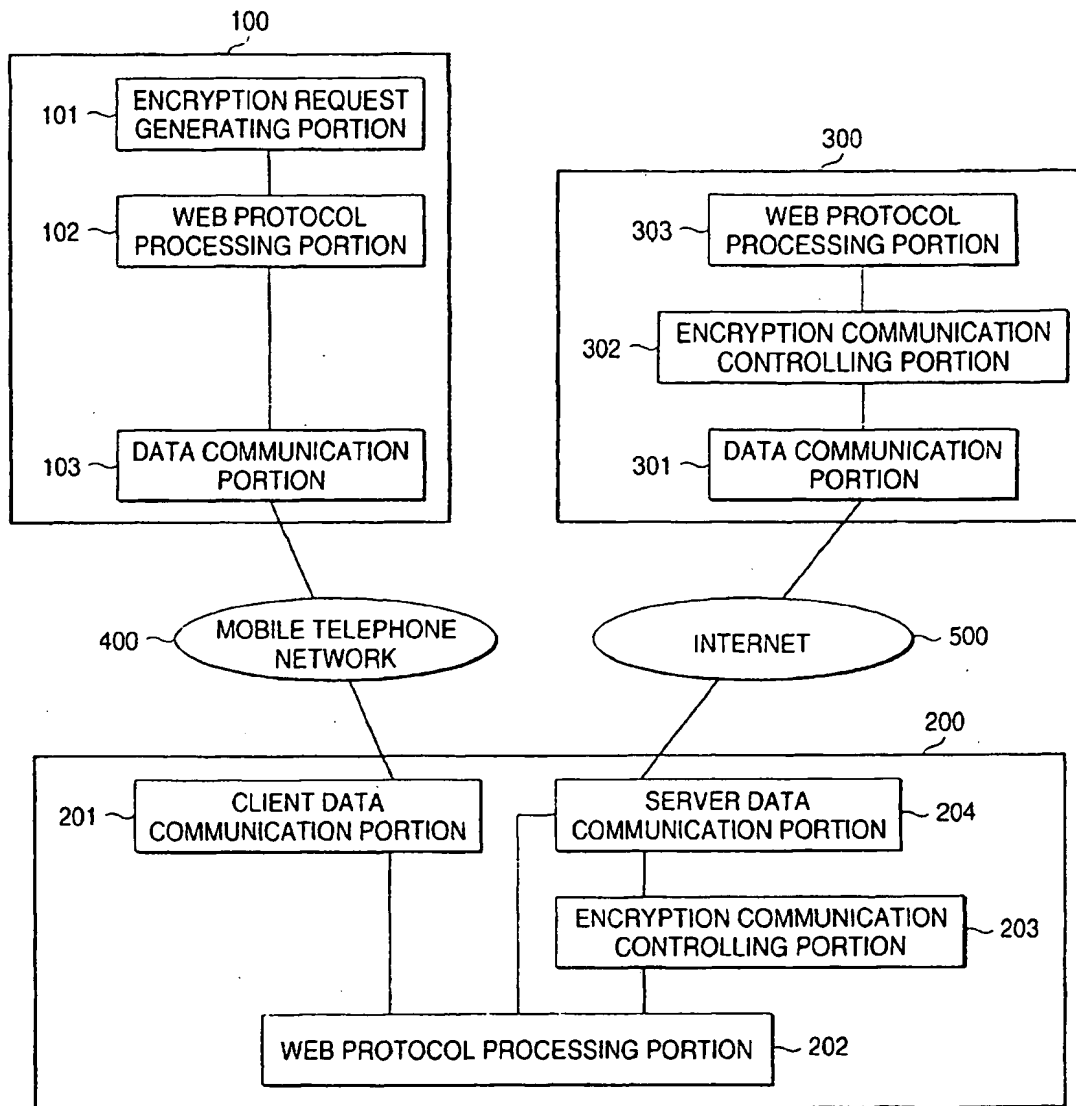 100
101
ENCRYPTION REQUEST
GENERATING PORTION
102
WEB PROTOCOL
PROCESSING PORTION
103
DATA COMMUNICATION
PORTION
300
303
WEB PROTOCOL
PROCESSING PORTION
302
ENCRYPTION COMMUNICATION
CONTROLLING PORTION
301
DATA COMMUNICATION
PORTION
400
MOBILE TELEPHONE
NETWORK
INTERNET
500
200
201
CLIENT DATA
COMMUNICATION PORTION
SERVER DATA
COMMUNICATION PORTION
204
ENCRYPTION COMMUNICATION
CONTROLLING PORTION
203
WEB PROTOCOL PROCESSING PORTION
202